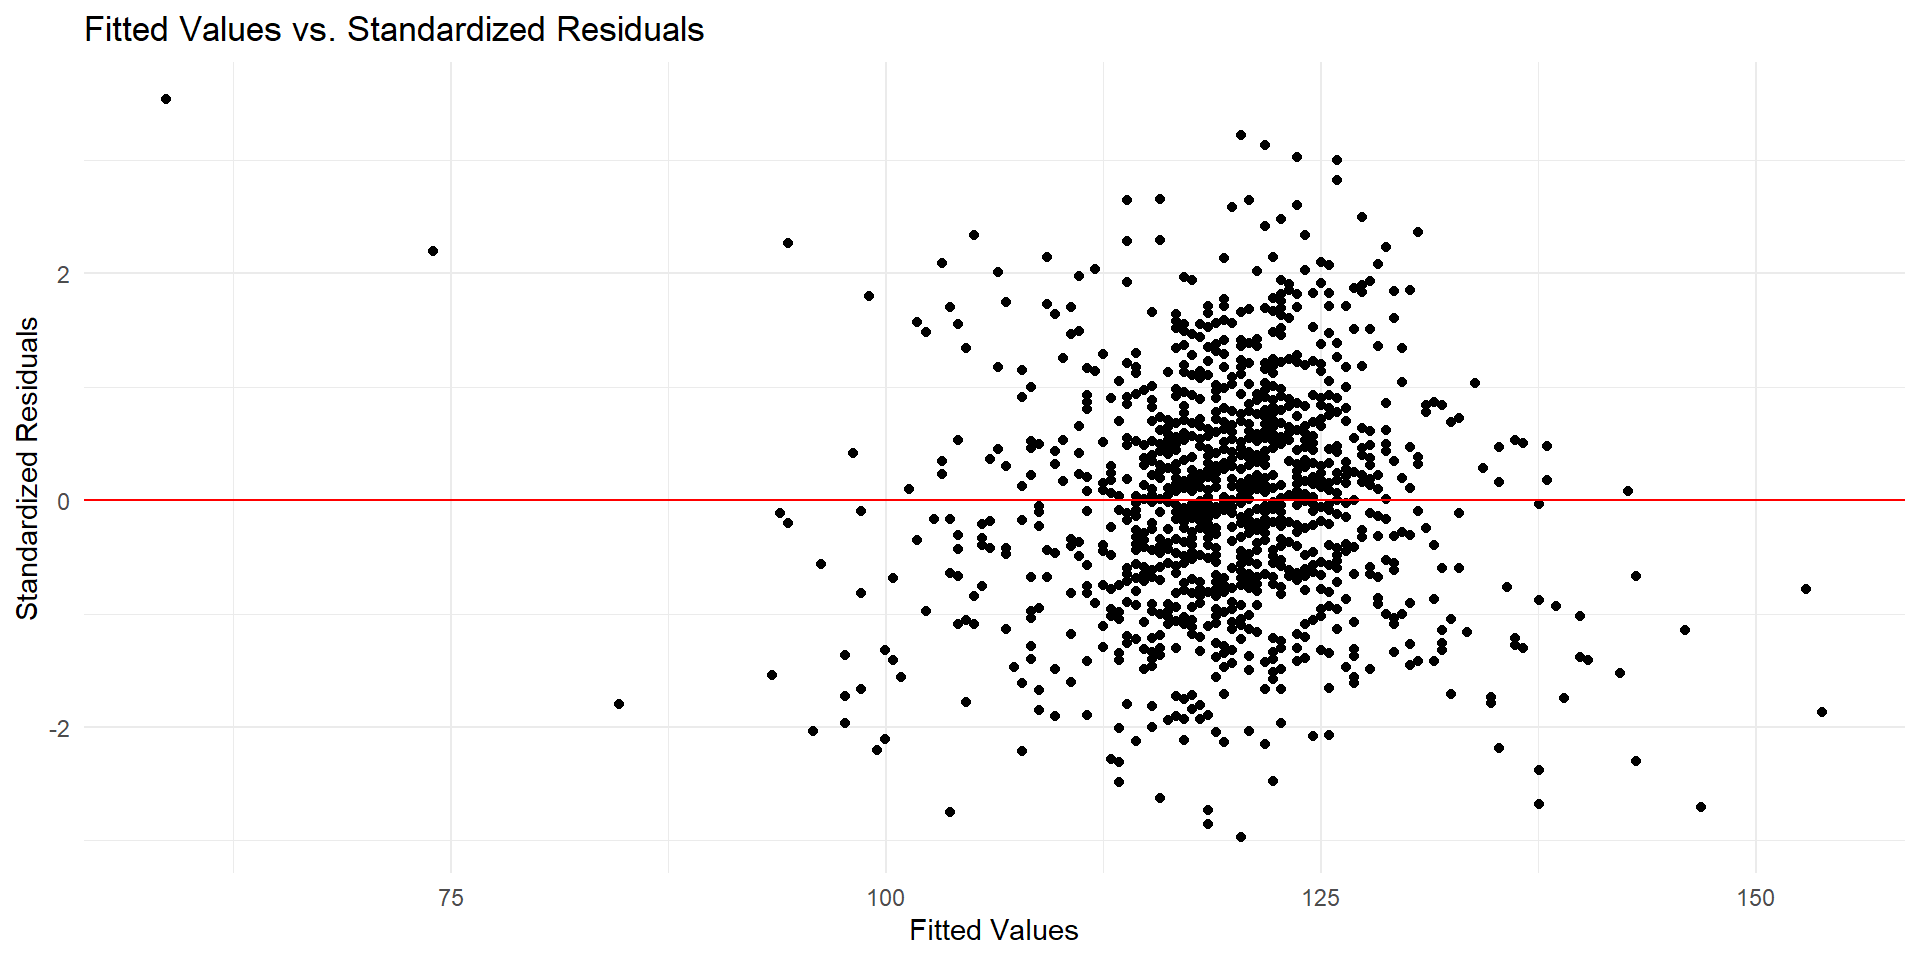 Fitted Values vs. Standardized Residuals
Standardized Residuals
2
0
-2
75
100
125
150
Fitted Values